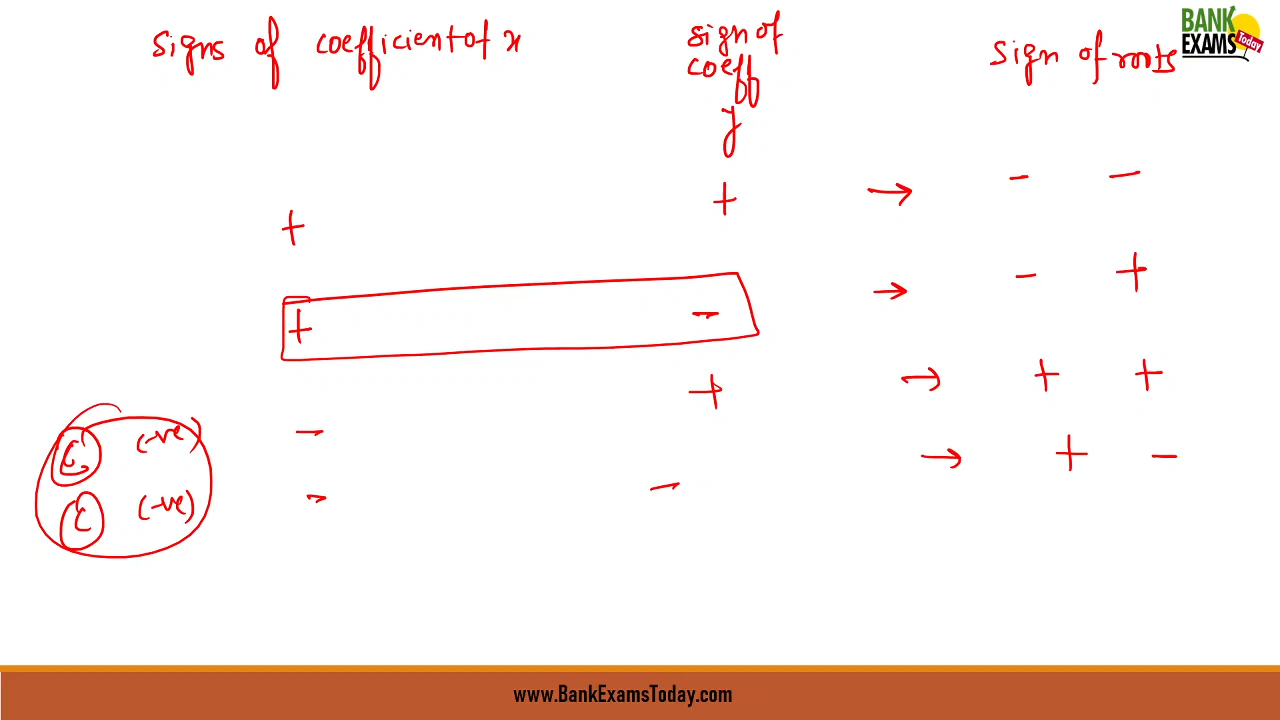 signs of coefficient of x
sign of
coeff
y
sign of roots
BANK
EXAMS Today
+ + → - -
+ - → - +
- + → + +
- - → + -
C (-ve)
C (-ve)
www.BankExamsToday.com